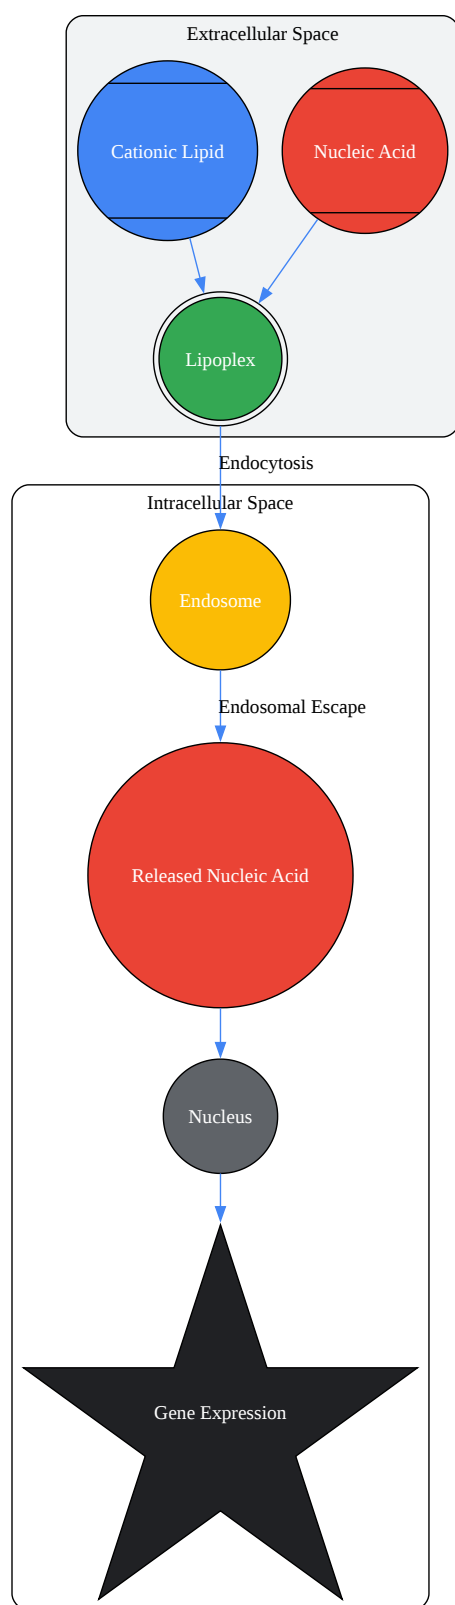 Extracellular Space
Cationic Lipid
Nucleic Acid
Lipoplex
Endocytosis
Intracellular Space
Endosome
Endosomal Escape
Released Nucleic Acid
Nucleus
Gene Expression